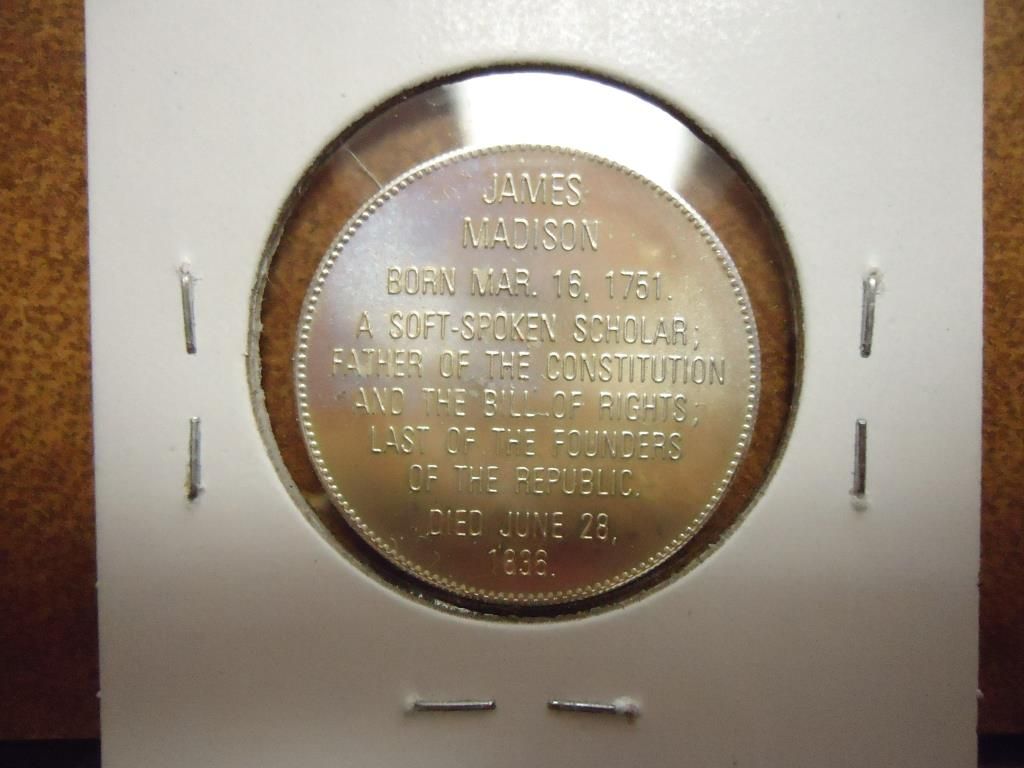 JAMES
MADISON
BORN MAR. 16, 1751.
A SOFT-SPOKEN SCHOLAR;
FATHER OF THE CONSTITUTION
AND THE BILL OF RIGHTS;
LAST OF THE FOUNDERS
OF THE REPUBLIC.
DIED JUNE 28,
1836.